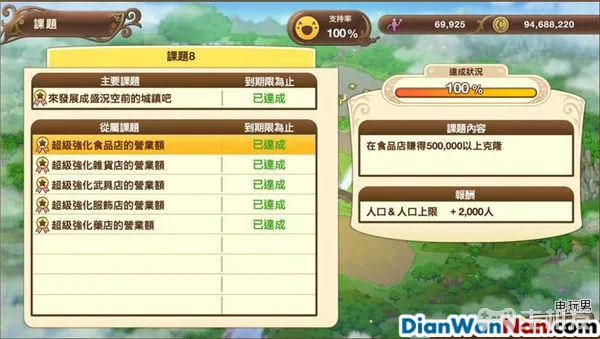 課題
支持率
100 %
69,925
94,688,220
課題8
主要課題 到期限為止
來發展成盛況空前的城鎮吧 已達成
從屬課題 到期限為止
超級強化食品店的營業額 已達成
超級強化雜貨店的營業額 已達成
超級強化武具店的營業額 已達成
超級強化服飾店的營業額 已達成
超級強化藥店的營業額 已達成
達成狀況
100 %
課題內容
在食品店賺得500,000以上克隆
報酬
人口＆人口上限 +2,000人
电玩男
DianWanNan.com